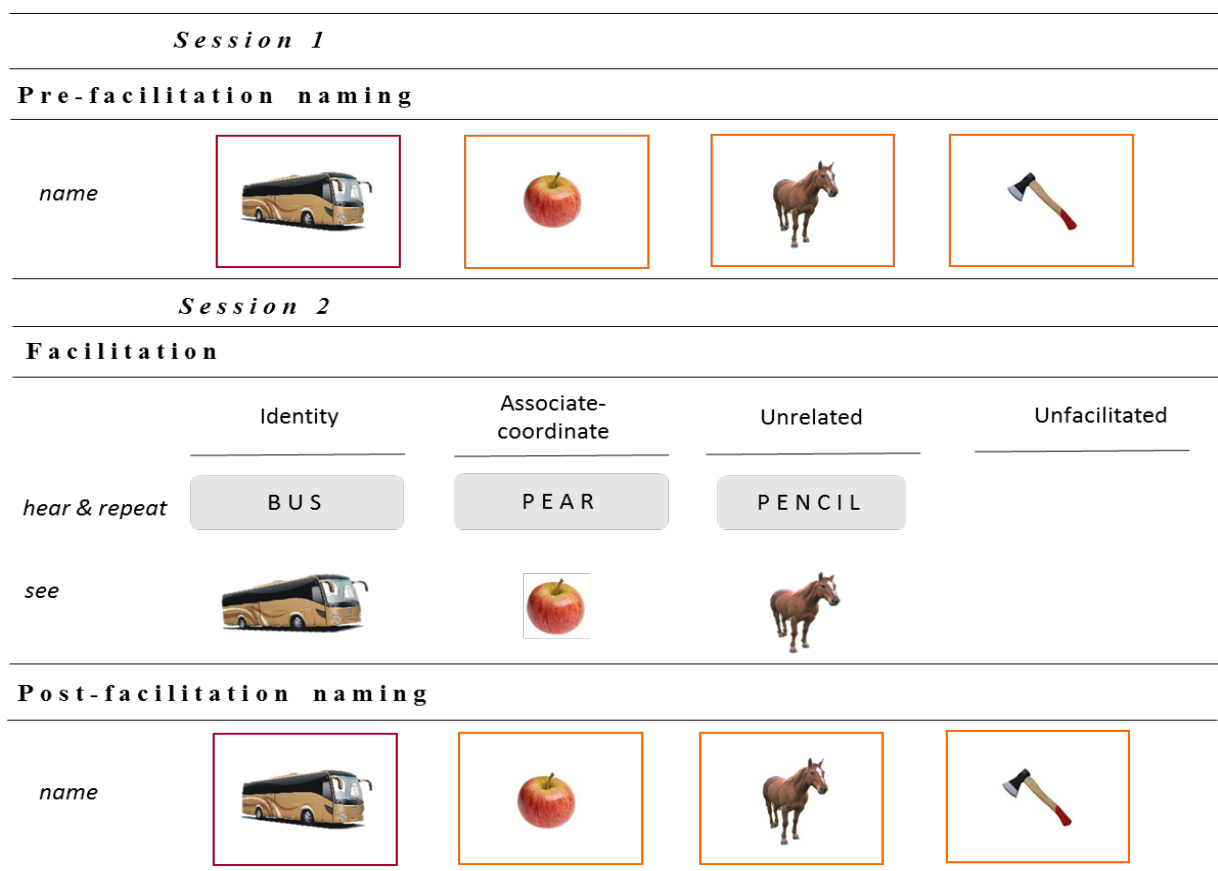 Session 1
Pre-facilitation naming
name
Session 2
Facilitation
Identity
Associate-
coordinate
Unrelated
Unfacilitated
hear & repeat
BUS
PEAR
PENCIL
see
Post-facilitation naming
name